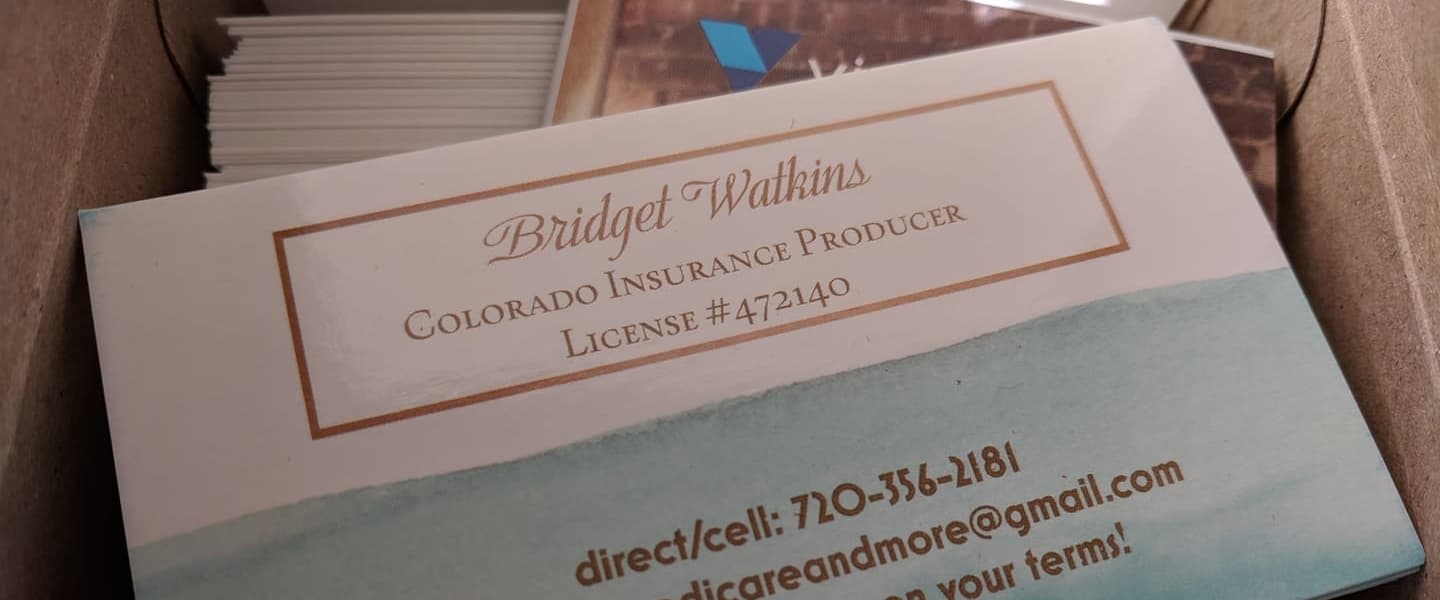 Bridget Watkins
COLORADO INSURANCE PRODUCER
LICENSE #472140
direct/cell: 720-356-2181
dicareandmore@gmail.com
on your terms!